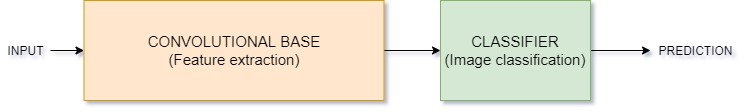 INPUT
CONVOLUTIONAL BASE
(Feature extraction)
CLASSIFIER
(Image classification)
PREDICTION